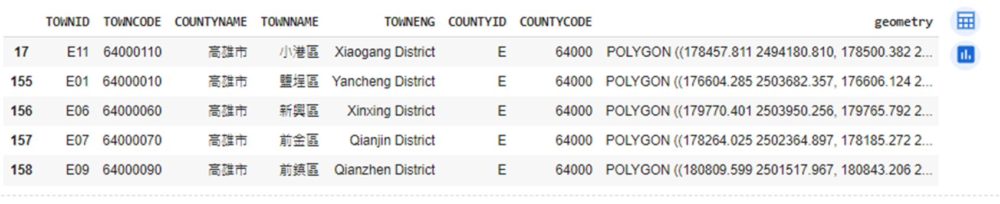 TOWNID TOWNCODE COUNTYNAME TOWNNAME TOWNENG COUNTYID COUNTYCODE geometry
17 E11 64000110 高雄市 小港區 Xiaogang District E 64000 POLYGON ((178457.811 2494180.810, 178500.382 2...
155 E01 64000010 高雄市 鹽埕區 Yancheng District E 64000 POLYGON ((176604.285 2503682.357, 176606.124 2...
156 E06 64000060 高雄市 新興區 Xinxing District E 64000 POLYGON ((179770.401 2503950.256, 179765.792 2...
157 E07 64000070 高雄市 前金區 Qianjin District E 64000 POLYGON ((178264.025 2502364.897, 178185.272 2...
158 E09 64000090 高雄市 前鎮區 Qianzhen District E 64000 POLYGON ((180809.599 2501517.967, 180843.206 2...